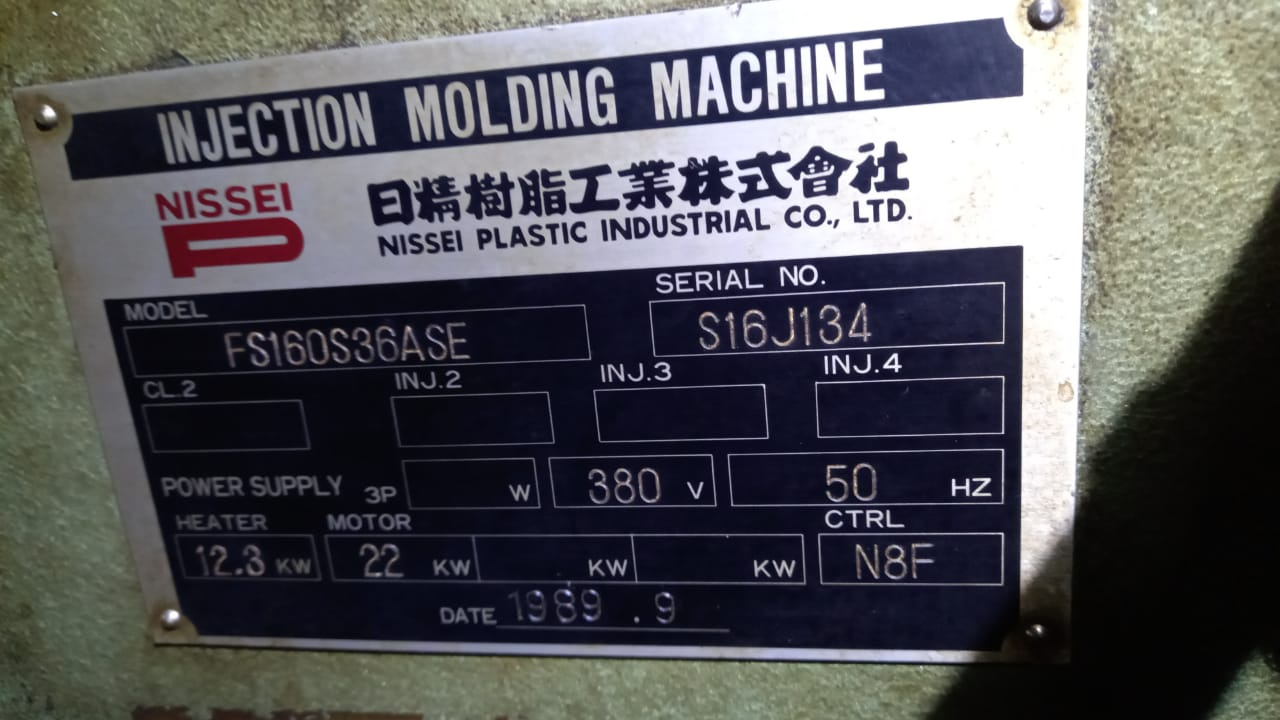 INJECTION MOLDING MACHINE
NISSEI
日精樹脂工業株式會社
NISSEI PLASTIC INDUSTRIAL CO., LTD.
MODEL SERIAL NO.
FS160S36ASE S16J134
CL.2 INJ.2 INJ.3 INJ.4
POWER SUPPLY 3P W 380 V 50 HZ
HEATER MOTOR CTRL
12.3 KW 22 KW KW KW N8F
DATE 1989.9